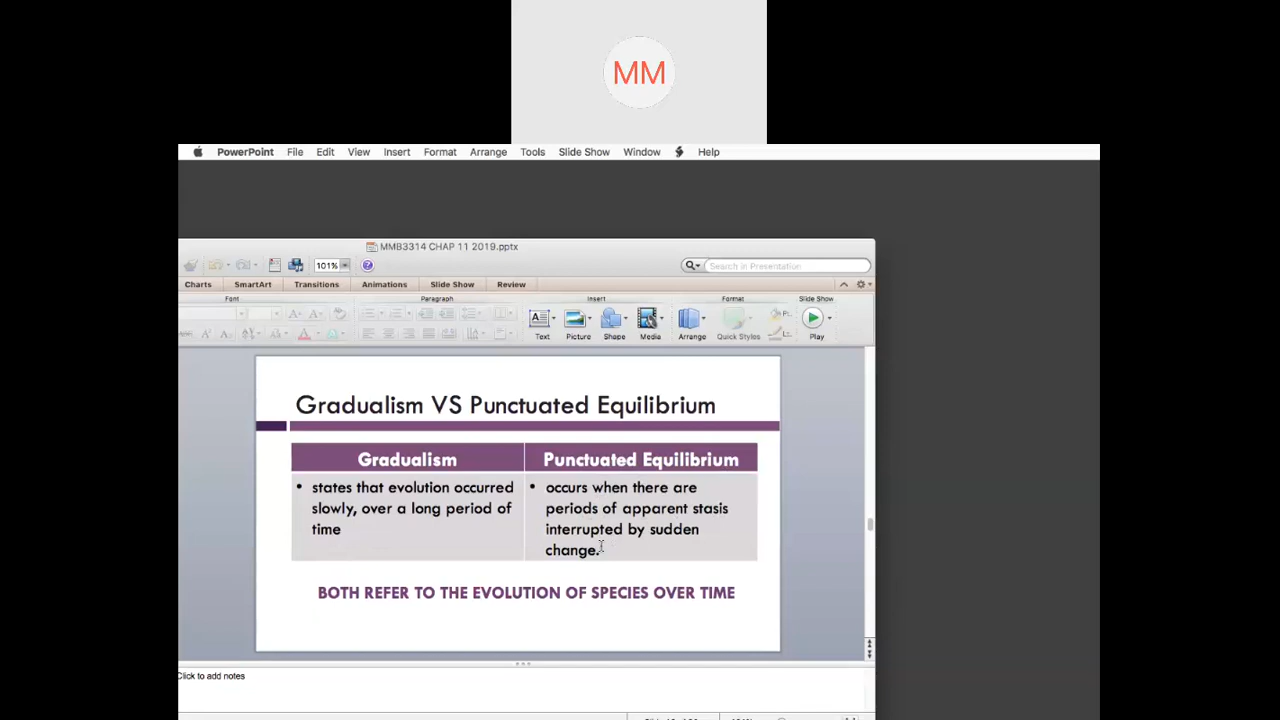 MM
PowerPoint File Edit View Insert Format Arrange Tools Slide Show Window Help
MMB3314 CHAP 11 2019.pptx
101% Search in Presentation
Charts SmartArt Transitions Animations Slide Show Review
Font Paragraph Insert Format Slide Show
Text Picture Shape Media Arrange Quick Styles Play
Gradualism VS Punctuated Equilibrium
Gradualism
• states that evolution occurred
slowly, over a long period of
time
Punctuated Equilibrium
• occurs when there are
periods of apparent stasis
interrupted by sudden
change.
BOTH REFER TO THE EVOLUTION OF SPECIES OVER TIME
Click to add notes